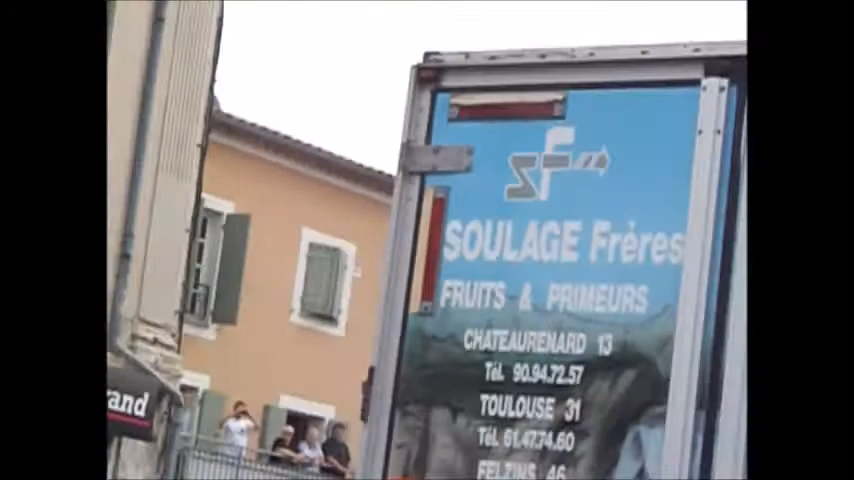 sf
SOULAGE Frères
FRUITS & PRIMEURS
CHATEAURENARD 13
Tél. 90.94.72.57
TOULOUSE 31
Tél. 61.47.74.60
FELZINS 46
rand